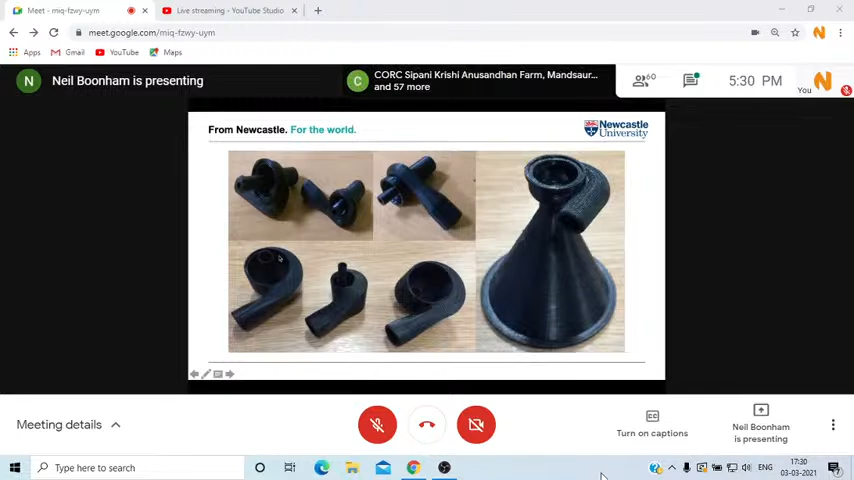 Meet - miq-fzwy-uym
Live streaming - YouTube Studio
meet.google.com/miq-fzwy-uym
Apps
Gmail
YouTube
Maps
N
Neil Boonham is presenting
C
CORC Sipani Krishi Anusandhan Farm, Mandsaur...
and 57 more
60
5:30 PM
You
From Newcastle. For the world.
Newcastle
University
Meeting details
Turn on captions
Neil Boonham
is presenting
Type here to search
ENG
17:30
03-03-2021